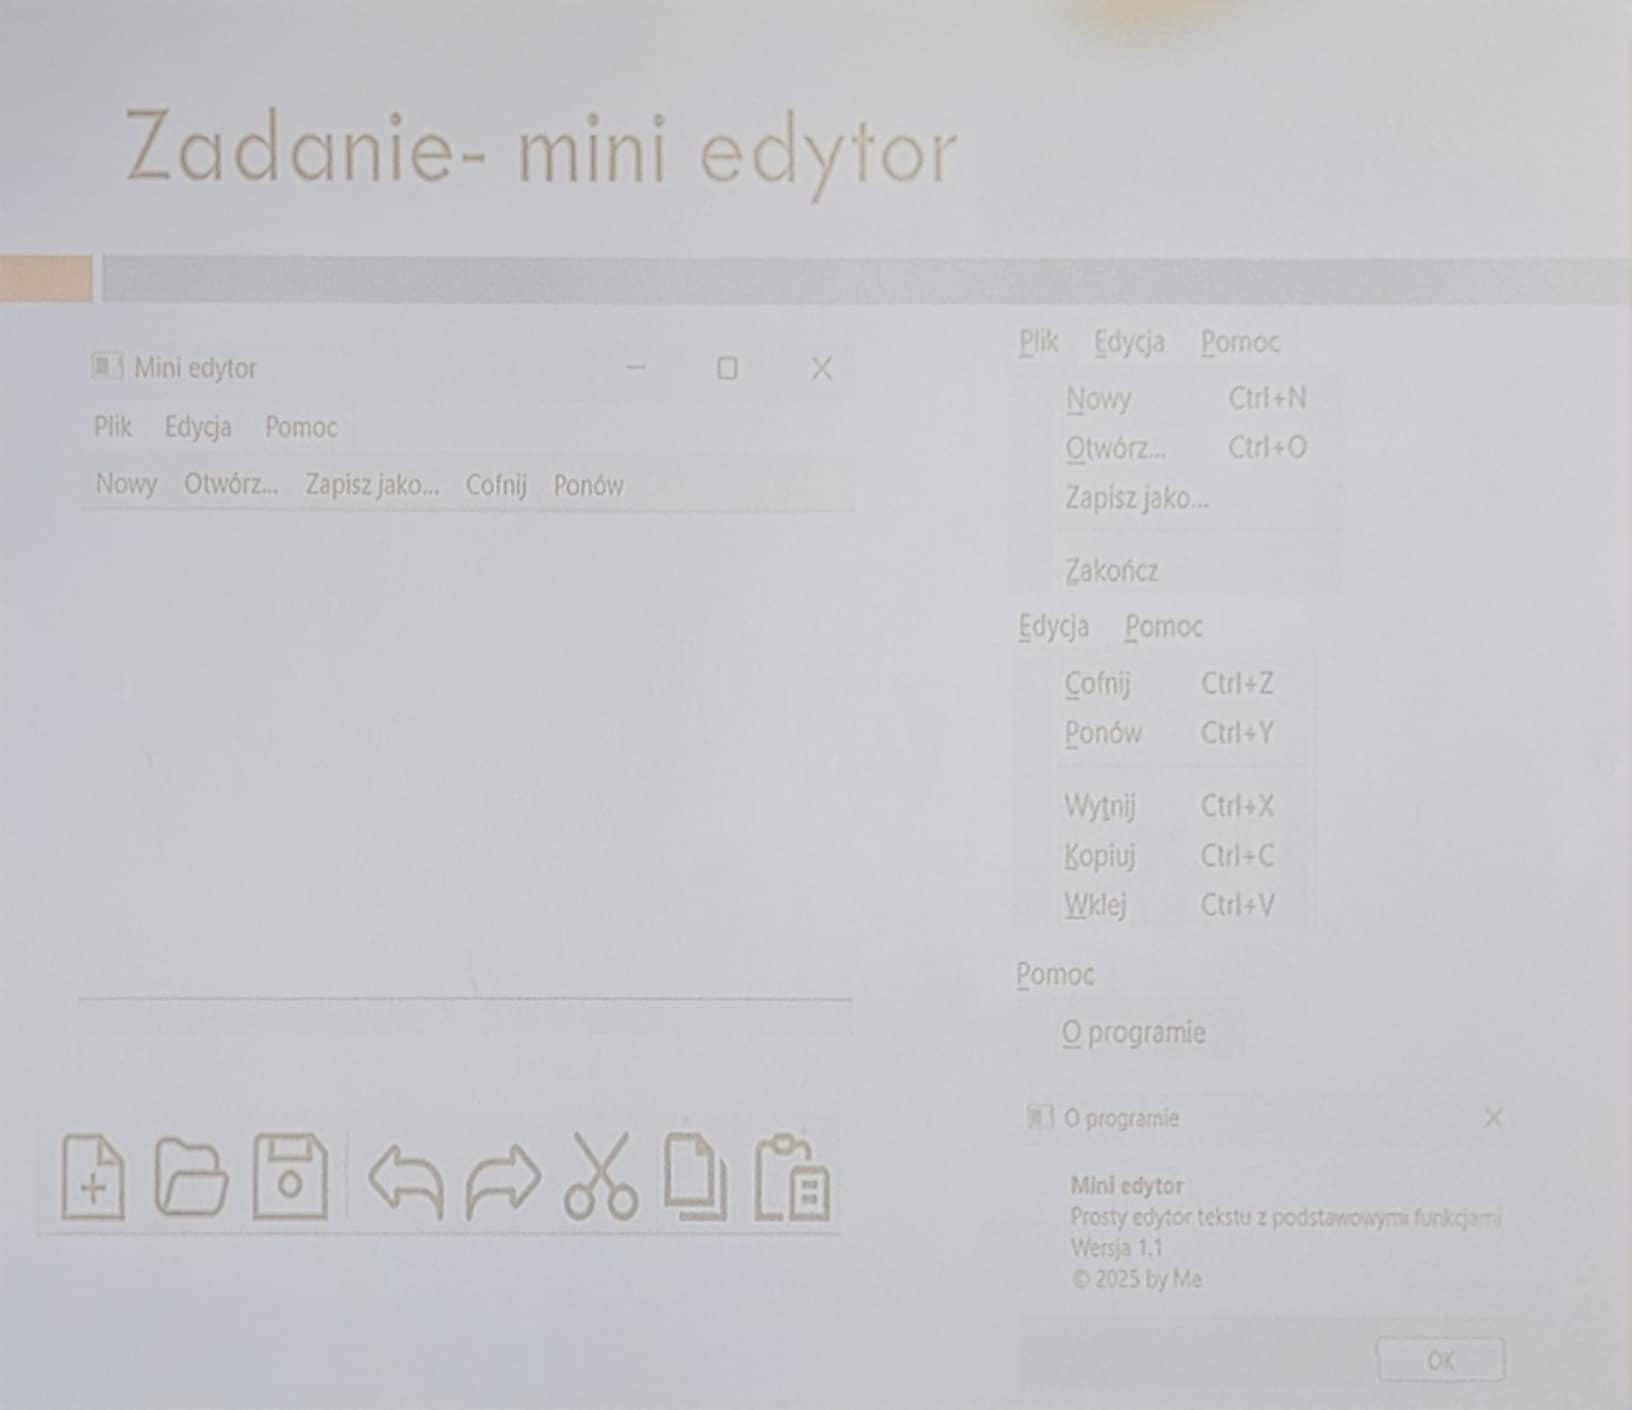 Zadanie- mini edytor
Mini edytor
Plik Edycja Pomoc
Nowy Otwórz... Zapisz jako... Cofnij Ponów
Plik Edycja Pomoc
Nowy Ctrl+N
Otwórz... Ctrl+O
Zapisz jako...
Zakończ
Edycja Pomoc
Cofnij Ctrl+Z
Ponów Ctrl+Y
Wytnij Ctrl+X
Kopiuj Ctrl+C
Wklej Ctrl+V
Pomoc
O programie
O programie
Mini edytor
Prosty edytor tekstu z podstawowymi funkcjami
Wersja 1.1
© 2025 by Me
OK